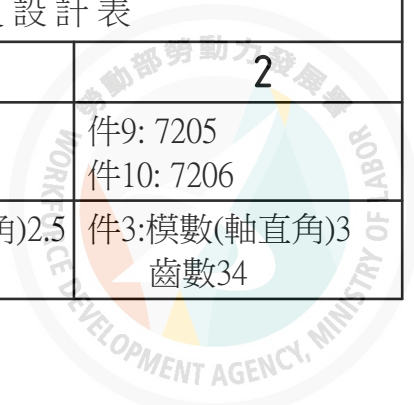 設計表
2
件9: 7205
件10: 7206
角)2.5
件3:模數(軸直角)3
齒數34
勞動部勞動力發展署
WORKFORCE DEVELOPMENT AGENCY, MINISTRY OF LABOR